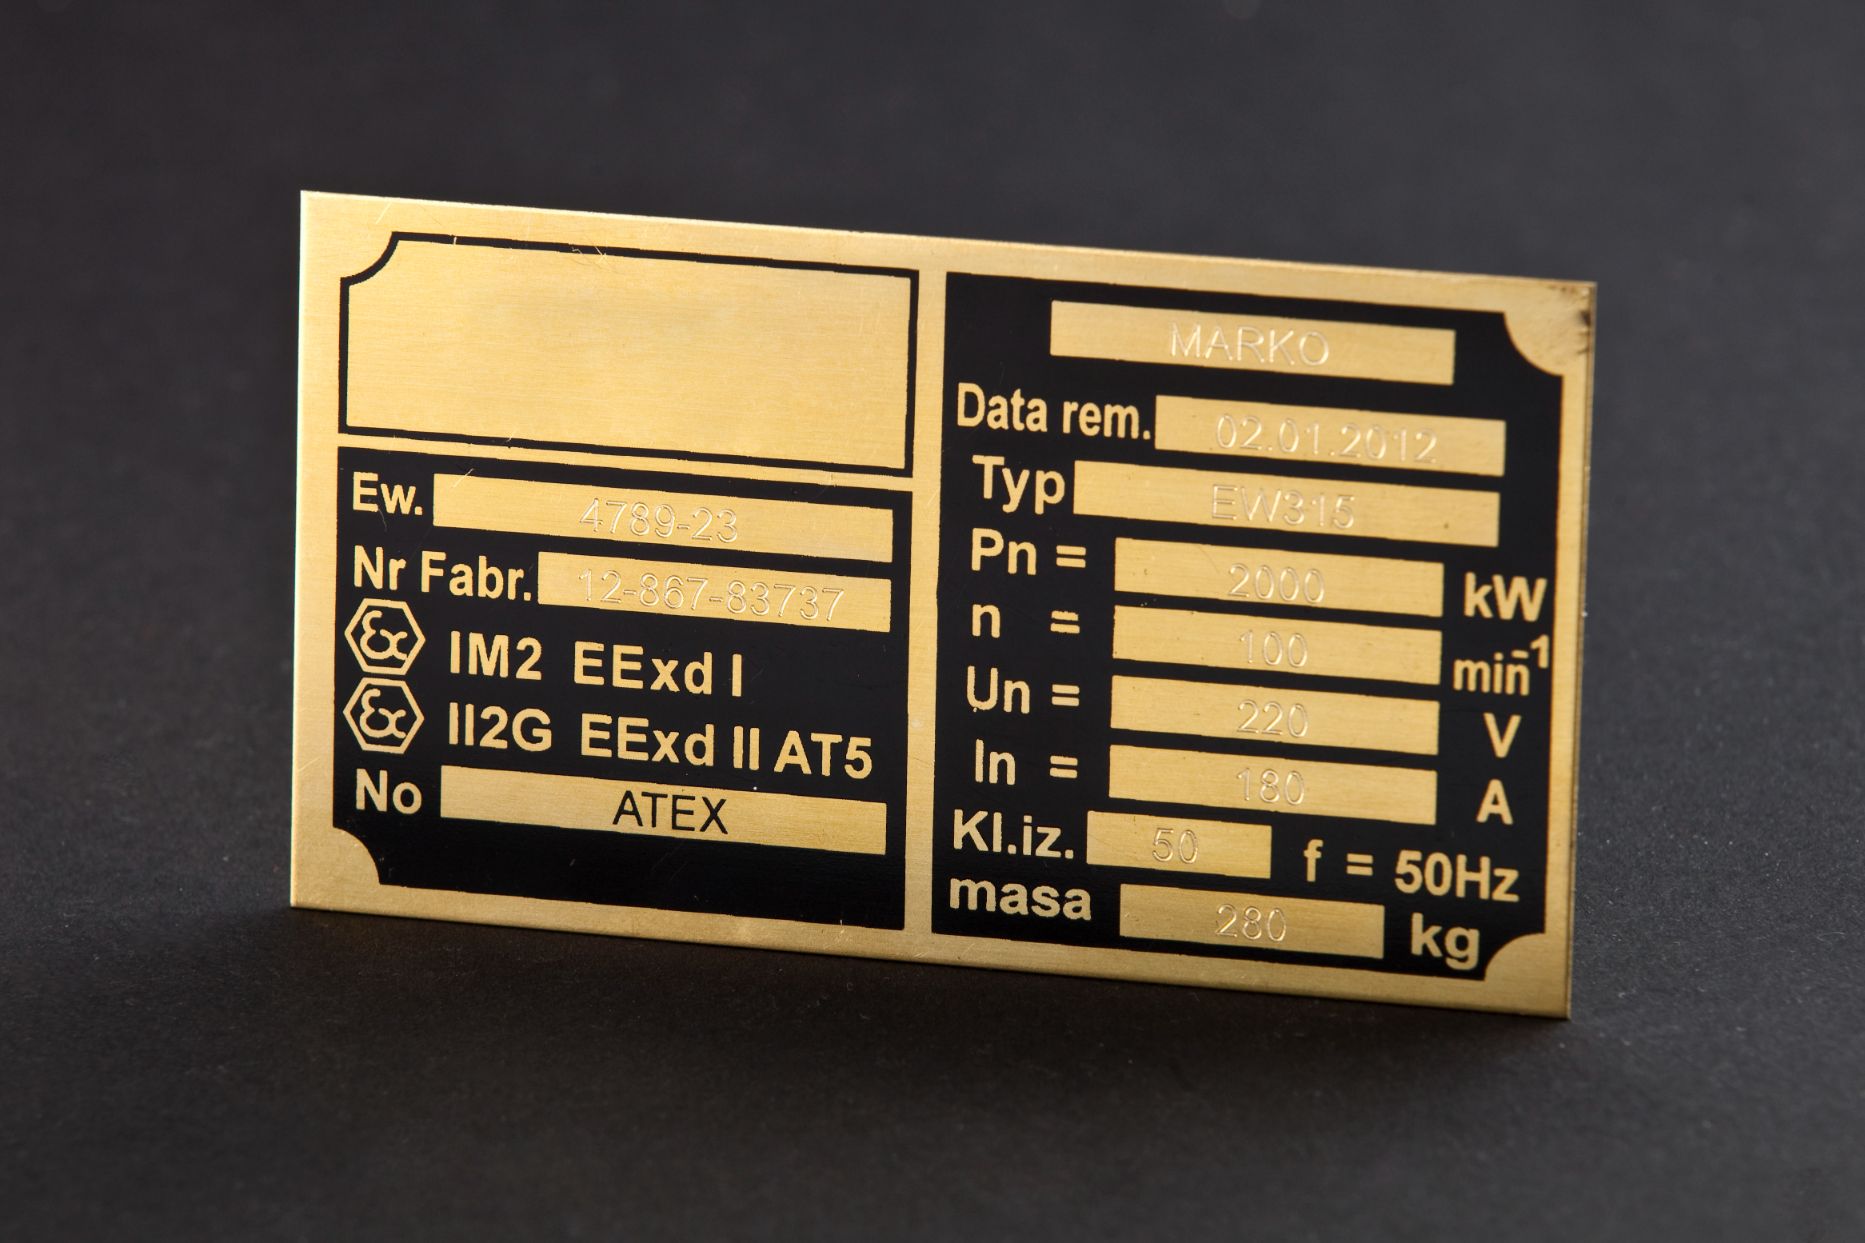 Ew. 4789-23
Nr Fabr. 12-867-83737
Ex IM2 EExd I
Ex II2G EExd II AT5
No ATEX
MARKO
Data rem. 02.01.2012
Typ EW315
Pn = 2000 kW
n = 100 min⁻¹
Un = 220 V
In = 180 A
Kl.iz. 50 f = 50Hz
masa 280 kg